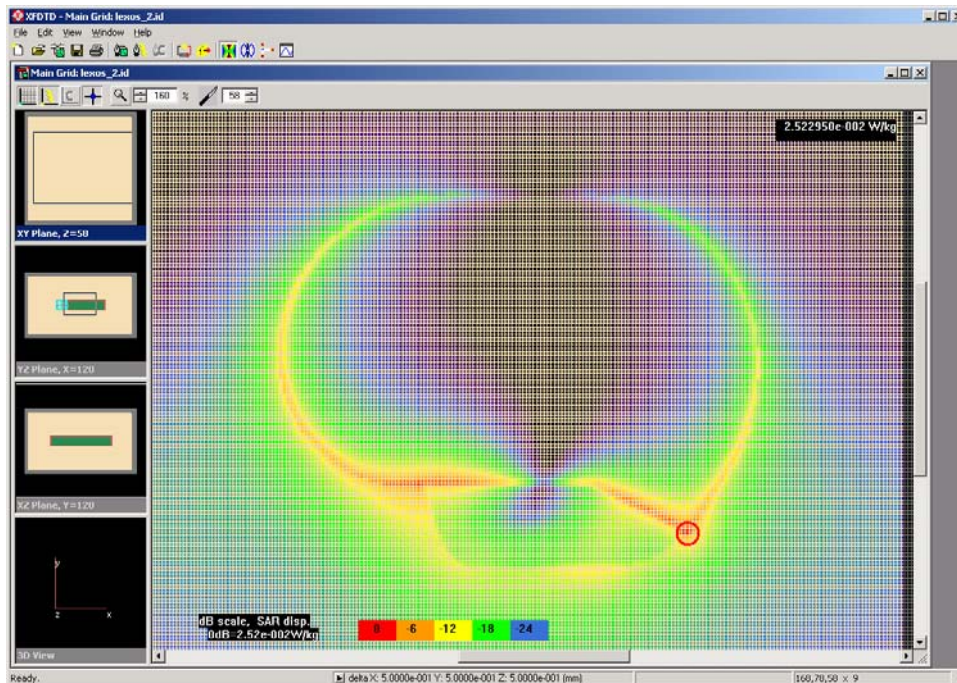 XFDTD - Main Grid: lexus_2.id
File Edit View Window Help
Main Grid: lexus_2.id
160 % 58
2.522950e-002 W/kg
XY Plane, Z=58
YZ Plane, X=120
XZ Plane, Y=120
y
z x
3D View
dB scale, SAR disp.
0dB=2.52e-002W/kg
0 -6 -12 -18 -24
Ready. delta X: 5.0000e-001 Y: 5.0000e-001 Z: 5.0000e-001 (mm) 168,78,58 x 9